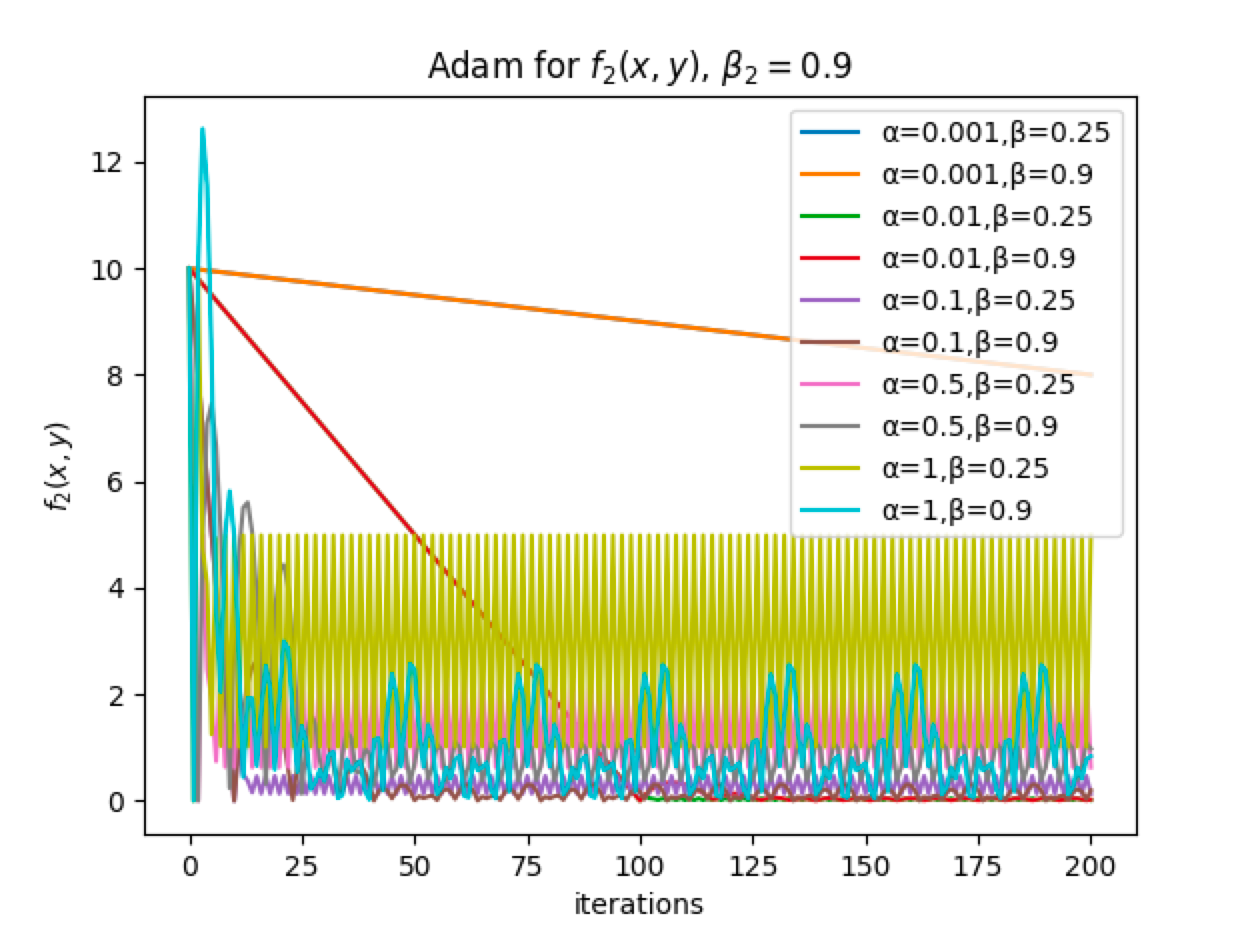 Adam for f₂(x, y), β₂ = 0.9
12
10
8
6
4
2
0
f₂(x, y)
α=0.001,β=0.25
α=0.001,β=0.9
α=0.01,β=0.25
α=0.01,β=0.9
α=0.1,β=0.25
α=0.1,β=0.9
α=0.5,β=0.25
α=0.5,β=0.9
α=1,β=0.25
α=1,β=0.9
0 25 50 75 100 125 150 175 200
iterations